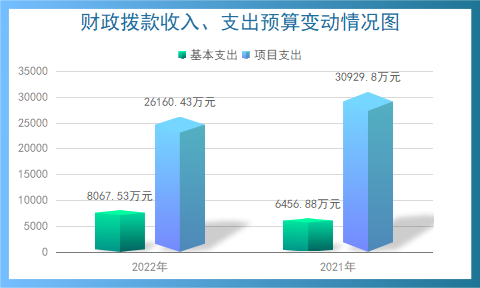 财政拨款收入、支出预算变动情况图
基本支出 项目支出
35000
30000
25000
20000
15000
10000
5000
0
8067.53万元
26160.43万元
6456.88万元
30929.8万元
2022年
2021年